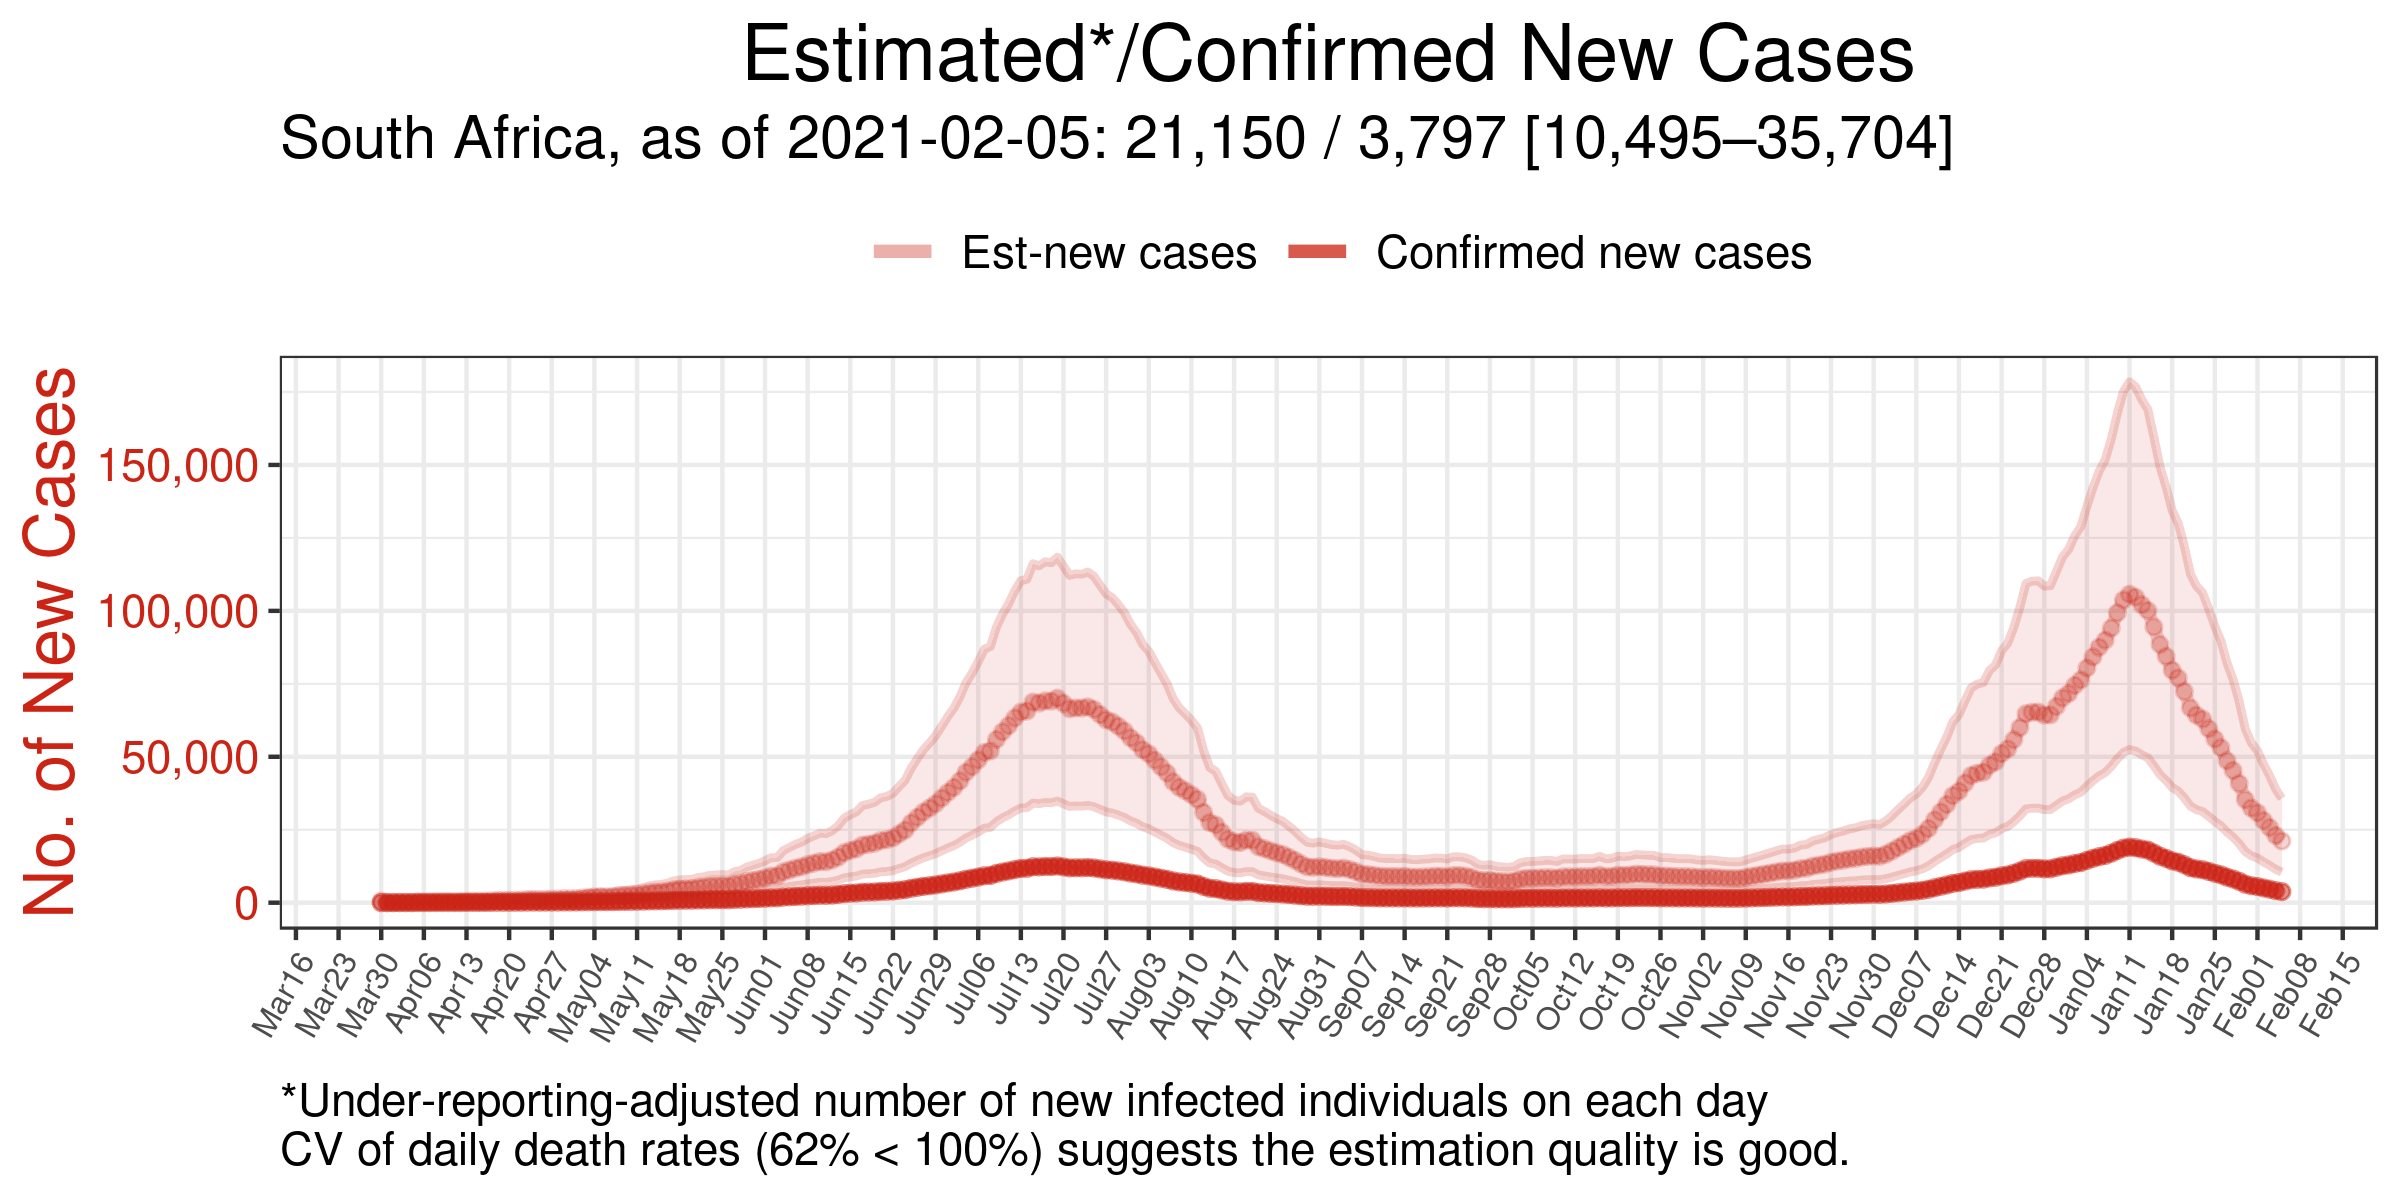 Estimated*/Confirmed New Cases
South Africa, as of 2021-02-05: 21,150 / 3,797 [10,495–35,704]
Est-new cases Confirmed new cases
No. of New Cases
150,000
100,000
50,000
0
Mar16 Mar23 Mar30 Apr06 Apr13 Apr20 Apr27 May04 May11 May18 May25 Jun01 Jun08 Jun15 Jun22 Jun29 Jul06 Jul13 Jul20 Jul27 Aug03 Aug10 Aug17 Aug24 Aug31 Sep07 Sep14 Sep21 Sep28 Oct05 Oct12 Oct19 Oct26 Nov02 Nov09 Nov16 Nov23 Nov30 Dec07 Dec14 Dec21 Dec28 Jan04 Jan11 Jan18 Jan25 Feb01 Feb08 Feb15
*Under-reporting-adjusted number of new infected individuals on each day
CV of daily death rates (62% < 100%) suggests the estimation quality is good.